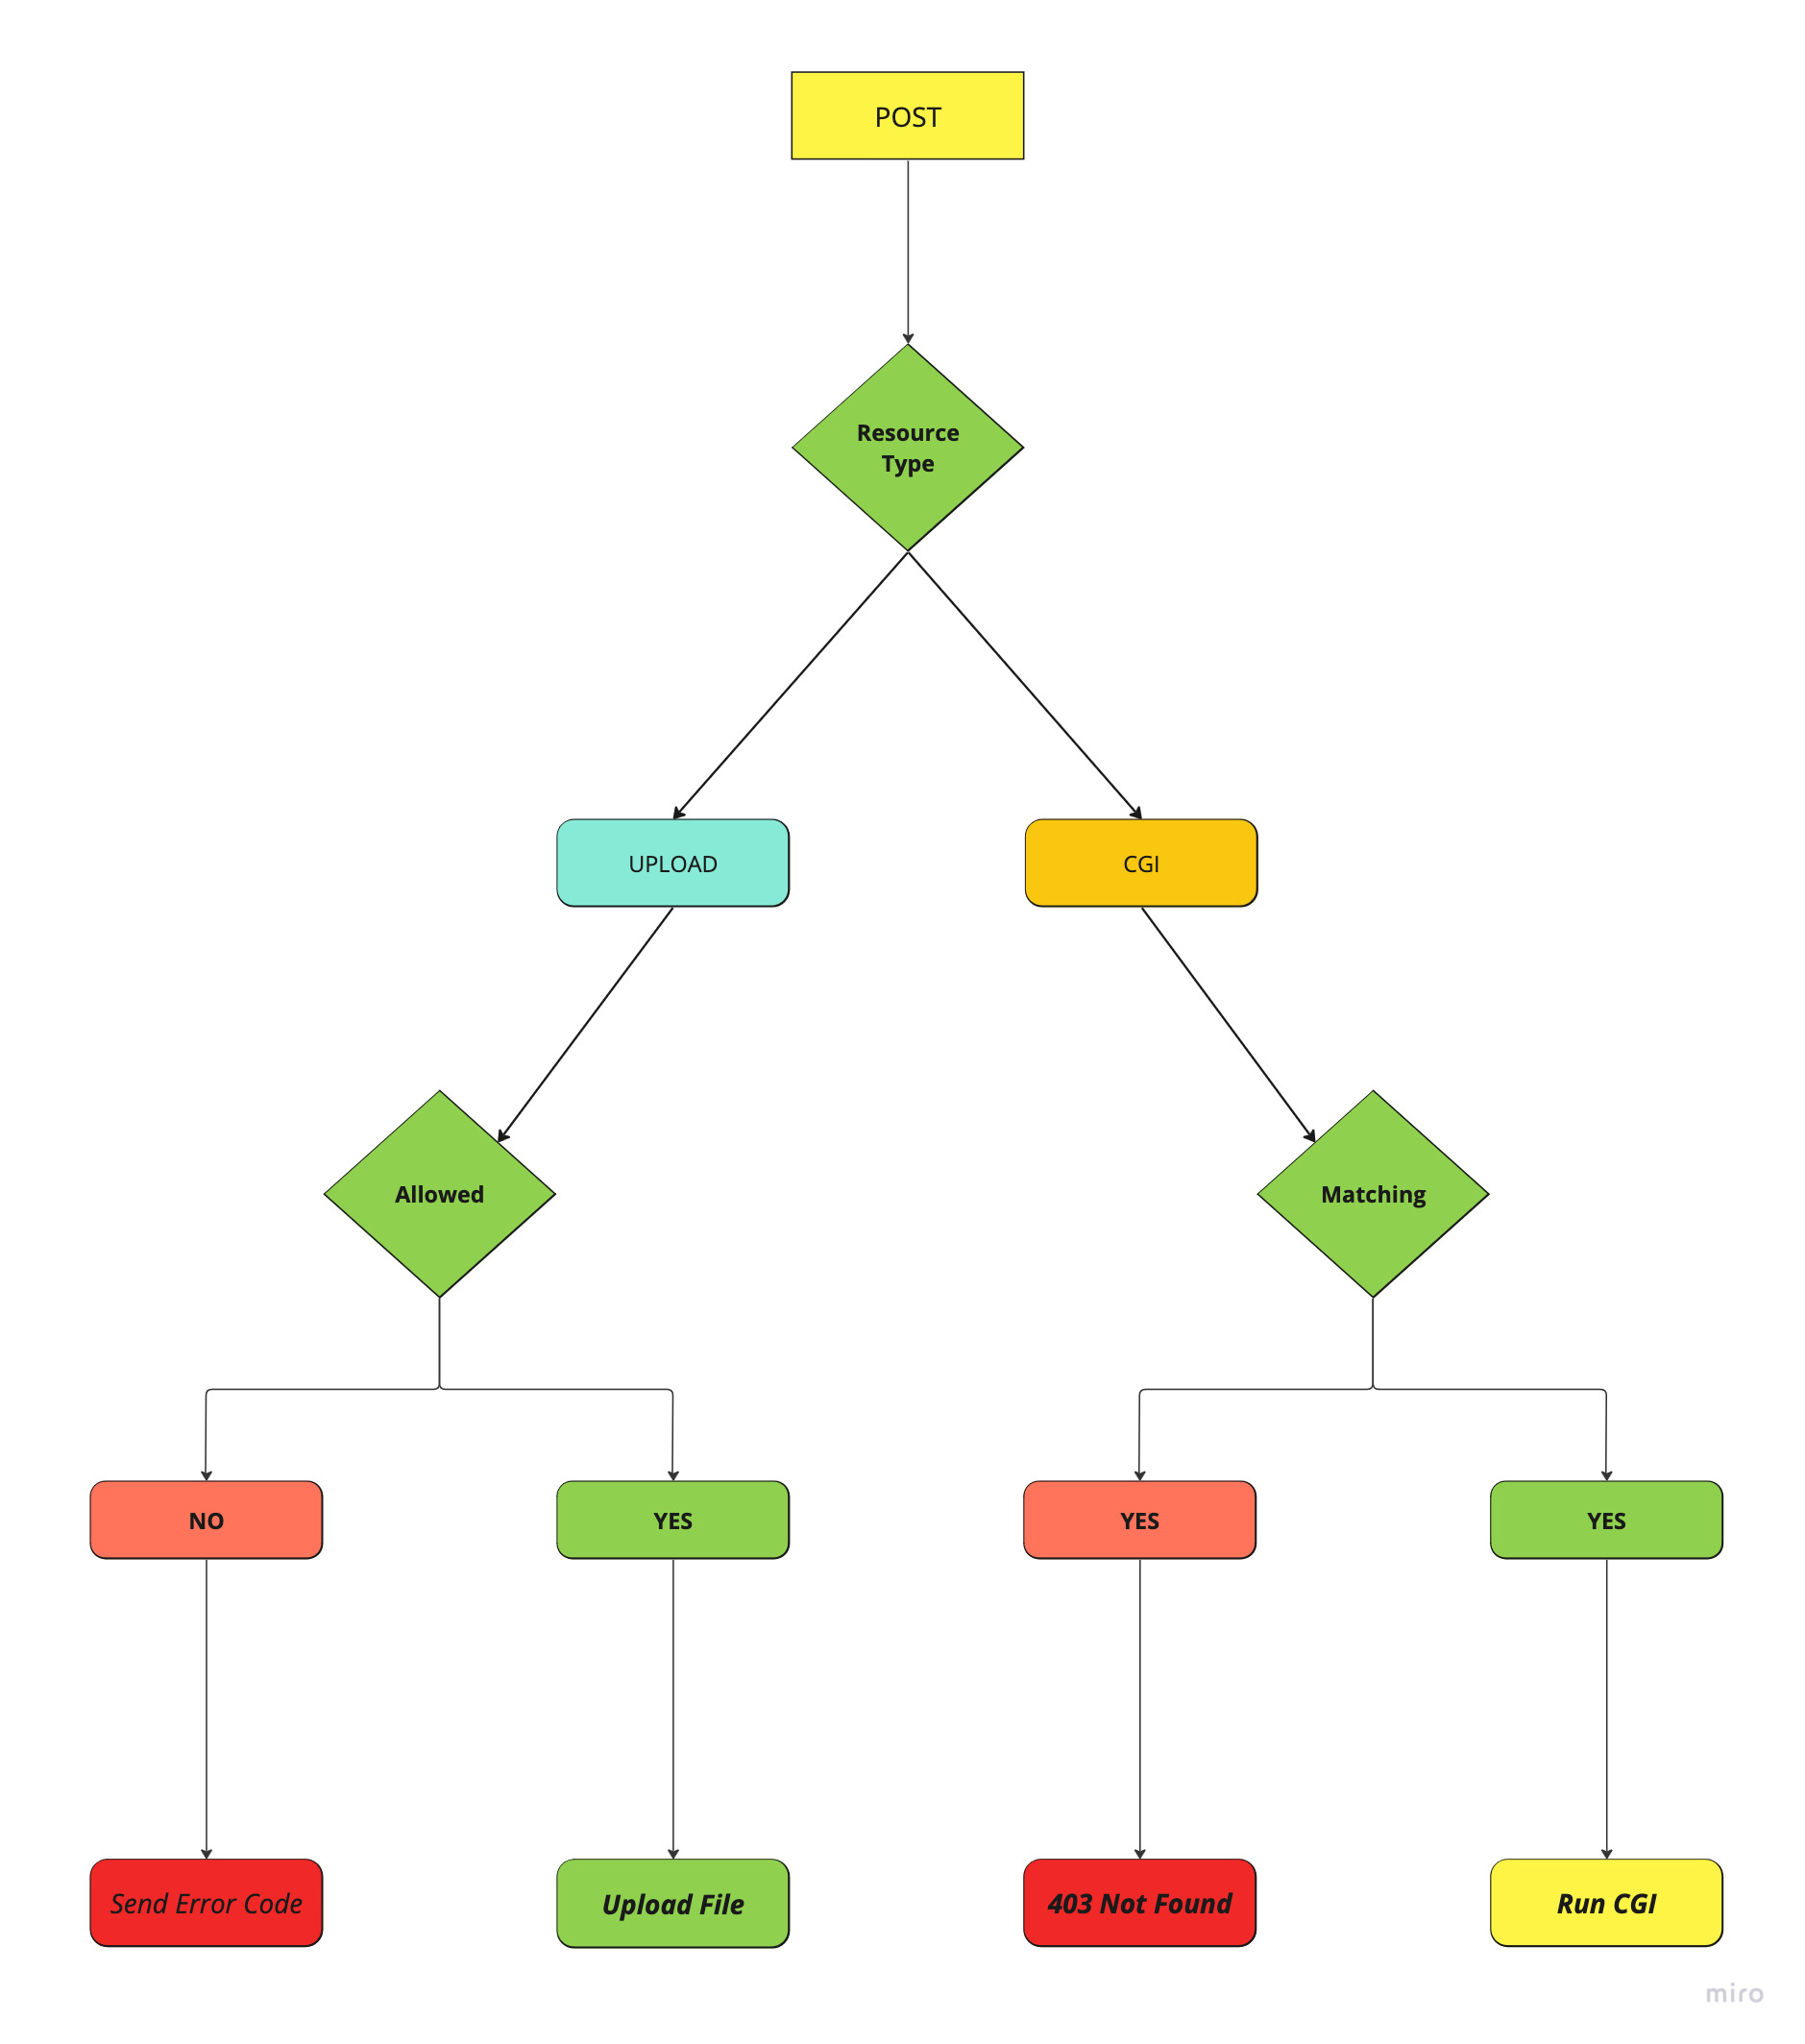 POST
Resource
Type
UPLOAD
CGI
Allowed
Matching
NO
YES
YES
YES
Send Error Code
Upload File
403 Not Found
Run CGI
miro